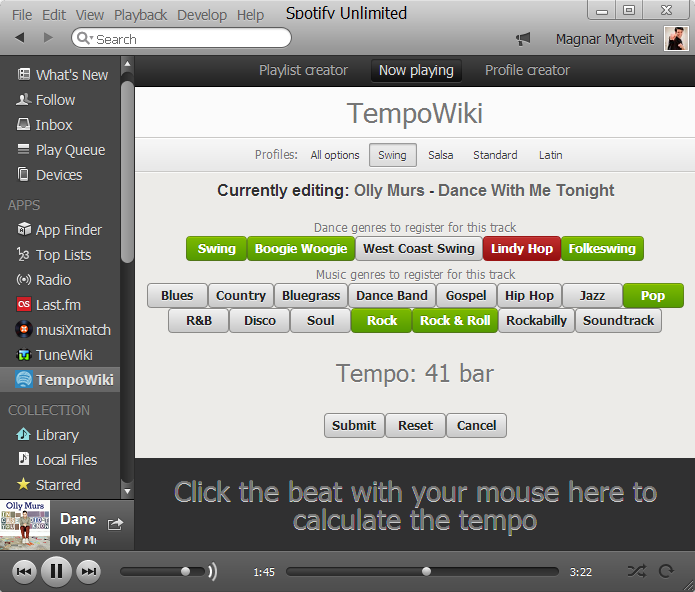 File Edit View Playback Develop Help Spotify Unlimited
Search
Magnar Myrtveit
What's New
Follow
Inbox
Play Queue
Devices
APPS
App Finder
Top Lists
Radio
Last.fm
musiXmatch
TuneWiki
TempoWiki
COLLECTION
Library
Local Files
Starred
Olly Murs
Danc
Olly Mu
Playlist creator Now playing Profile creator
TempoWiki
Profiles: All options Swing Salsa Standard Latin
Currently editing: Olly Murs - Dance With Me Tonight
Dance genres to register for this track
Swing Boogie Woogie West Coast Swing Lindy Hop Folkeswing
Music genres to register for this track
Blues Country Bluegrass Dance Band Gospel Hip Hop Jazz Pop
R&B Disco Soul Rock Rock & Roll Rockabilly Soundtrack
Tempo: 41 bar
Submit Reset Cancel
Click the beat with your mouse here to
calculate the tempo
1:45 3:22